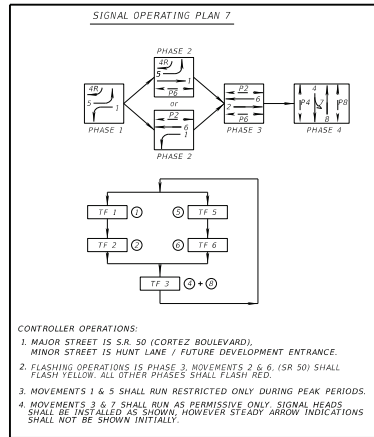 SIGNAL OPERATING PLAN 7
PHASE 2
4R
5
1
P6
4R
5
1
PHASE 1
or
P2
6
1
PHASE 2
P2
6
2
P6
PHASE 3
4
P4
7
P8
8
PHASE 4
TF 1
1
5
TF 5
TF 2
2
6
TF 6
TF 3
4 + 8
CONTROLLER OPERATIONS:
1. MAJOR STREET IS S.R. 50 (CORTEZ BOULEVARD),
MINOR STREET IS HUNT LANE / FUTURE DEVELOPMENT ENTRANCE.
2. FLASHING OPERATIONS IS PHASE 3, MOVEMENTS 2 & 6, (SR 50) SHALL
FLASH YELLOW. ALL OTHER PHASES SHALL FLASH RED.
3. MOVEMENTS 1 & 5 SHALL RUN RESTRICTED ONLY DURING PEAK PERIODS.
4. MOVEMENTS 3 & 7 SHALL RUN AS PERMISSIVE ONLY. SIGNAL HEADS
SHALL BE INSTALLED AS SHOWN, HOWEVER STEADY ARROW INDICATIONS
SHALL NOT BE SHOWN INITIALLY.